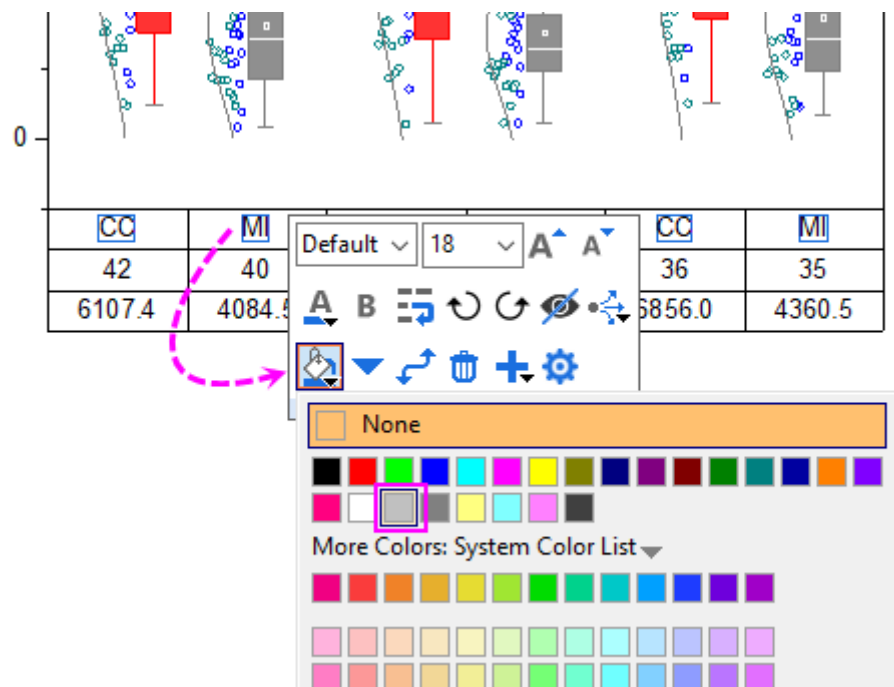 0
CC MI CC MI
42 40 36 35
6107.4 4084.5 6856.0 4360.5
Default 18 A A
A B
None
More Colors: System Color List